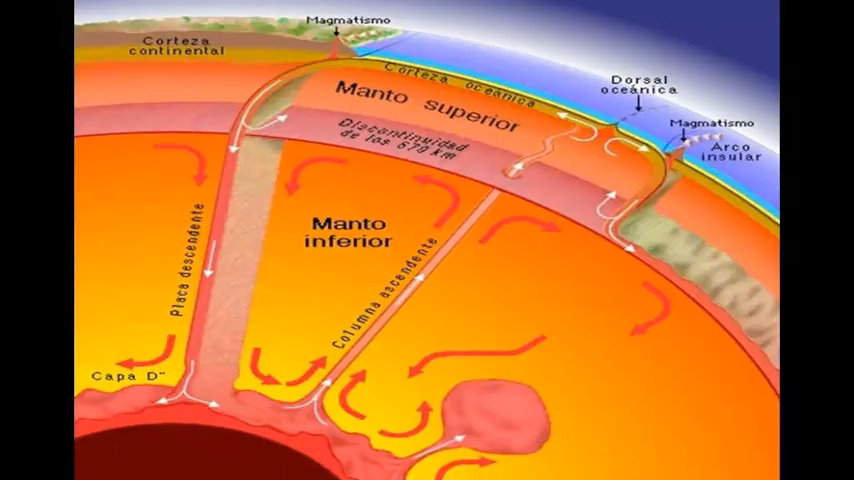 Magmatismo
Corteza
continental
Corteza oceánica
Dorsal
oceánica
Magmatismo
Arco
insular
Manto superior
Discontinuidad
de los 670 km
Manto
inferior
Placa descendente
Columna ascendente
Capa D"